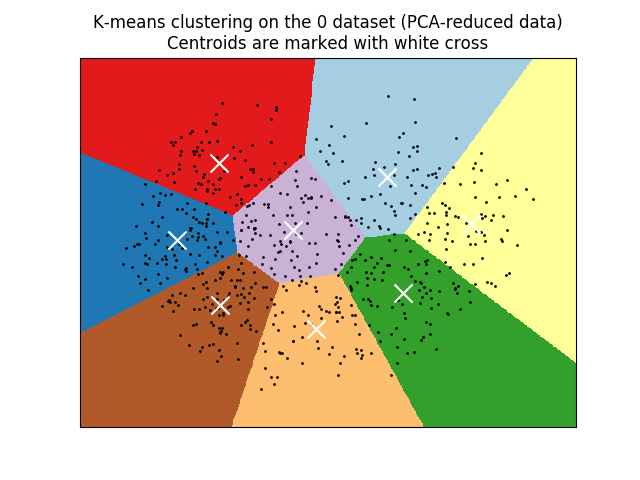 K-means clustering on the 0 dataset (PCA-reduced data)
Centroids are marked with white cross